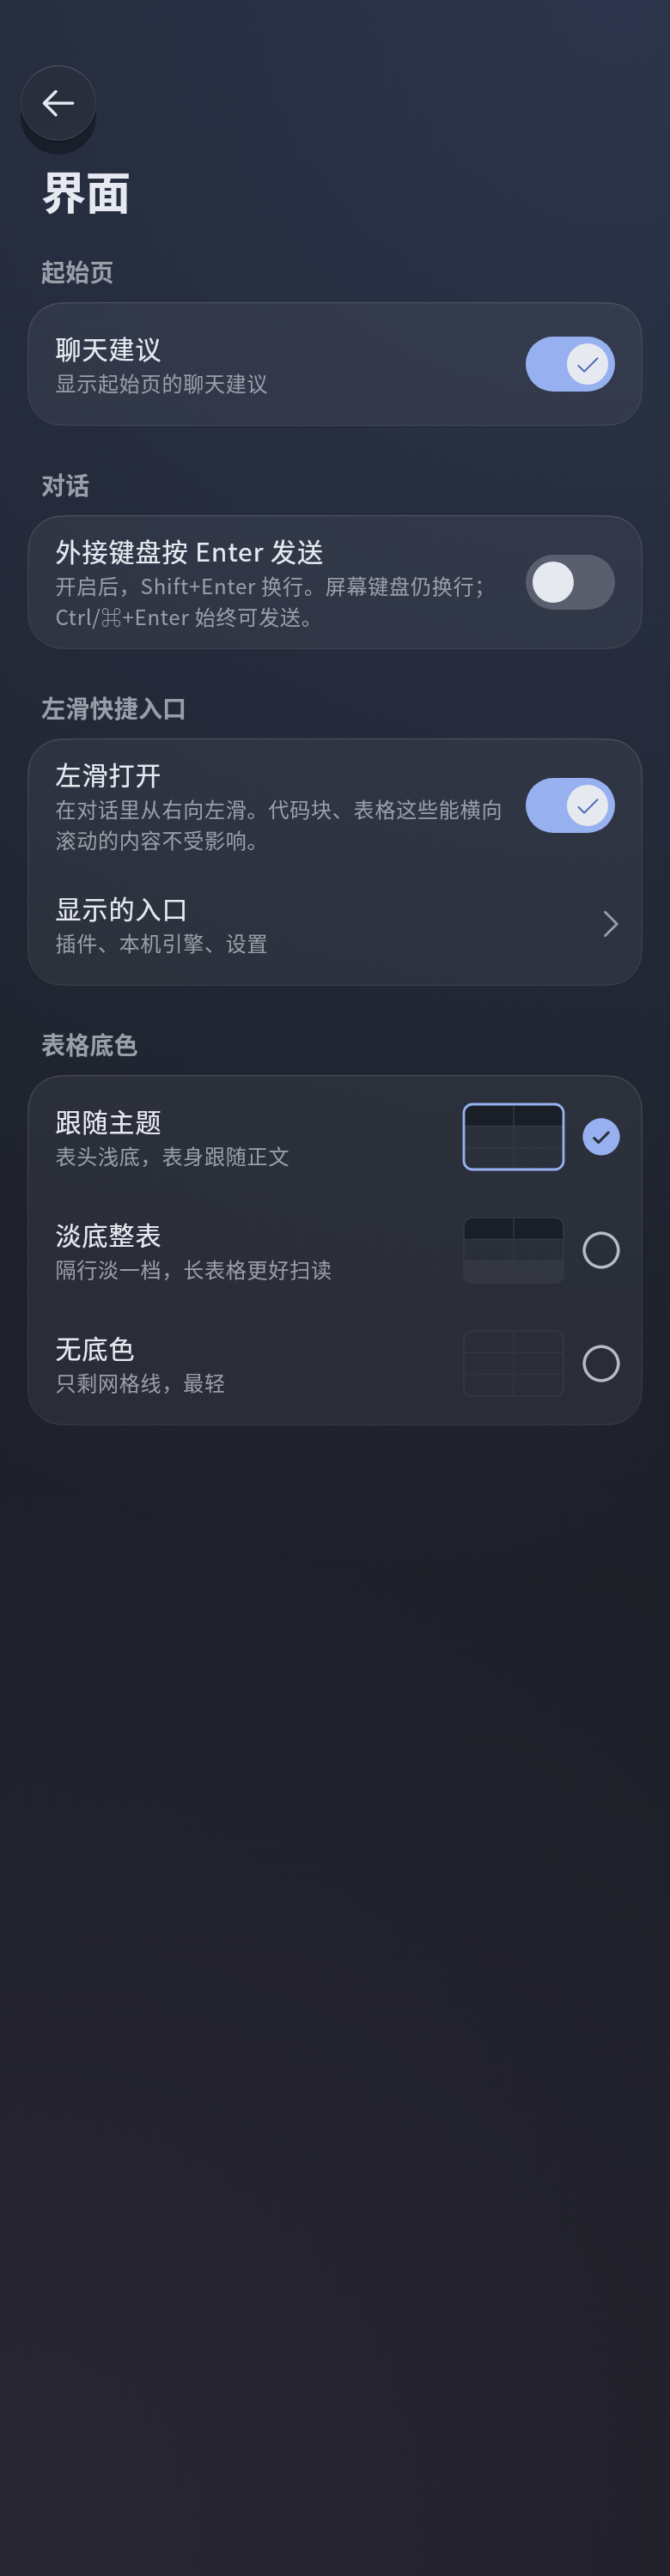 界面
起始页
聊天建议
显示起始页的聊天建议
对话
外接键盘按 Enter 发送
开启后，Shift+Enter 换行。屏幕键盘仍换行；
Ctrl/⌘+Enter 始终可发送。
左滑快捷入口
左滑打开
在对话里从右向左滑。代码块、表格这些能横向
滚动的内容不受影响。
显示的入口
插件、本机引擎、设置
表格底色
跟随主题
表头浅底，表身跟随正文
淡底整表
隔行淡一档，长表格更好扫读
无底色
只剩网格线，最轻